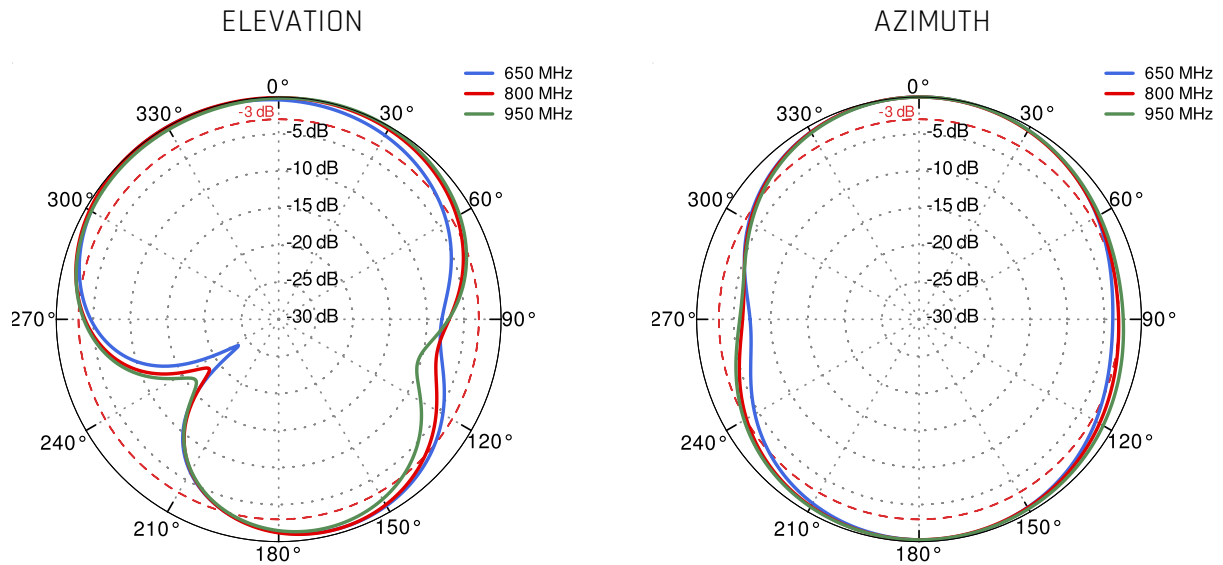 ELEVATION
650 MHz
800 MHz
950 MHz
0°
30°
60°
90°
120°
150°
180°
210°
240°
270°
300°
330°
-3 dB
-5 dB
-10 dB
-15 dB
-20 dB
-25 dB
-30 dB
AZIMUTH
650 MHz
800 MHz
950 MHz
0°
30°
60°
90°
120°
150°
180°
210°
240°
270°
300°
330°
-3 dB
-5 dB
-10 dB
-15 dB
-20 dB
-25 dB
-30 dB